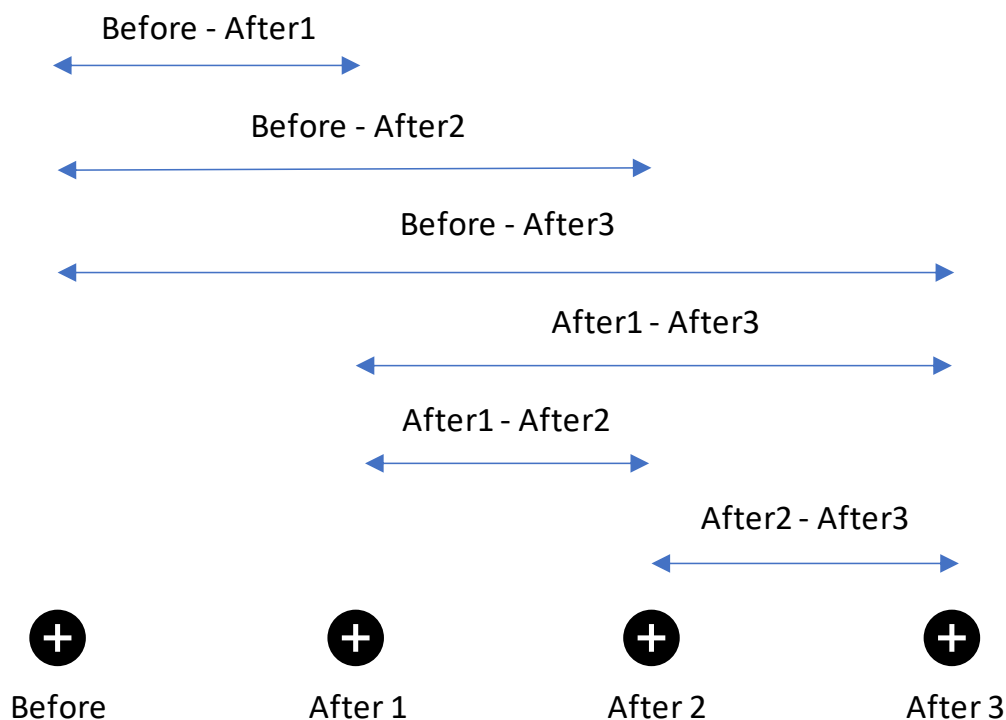 Before - After1
Before - After2
Before - After3
After1 - After3
After1 - After2
After2 - After3
Before After 1 After 2 After 3